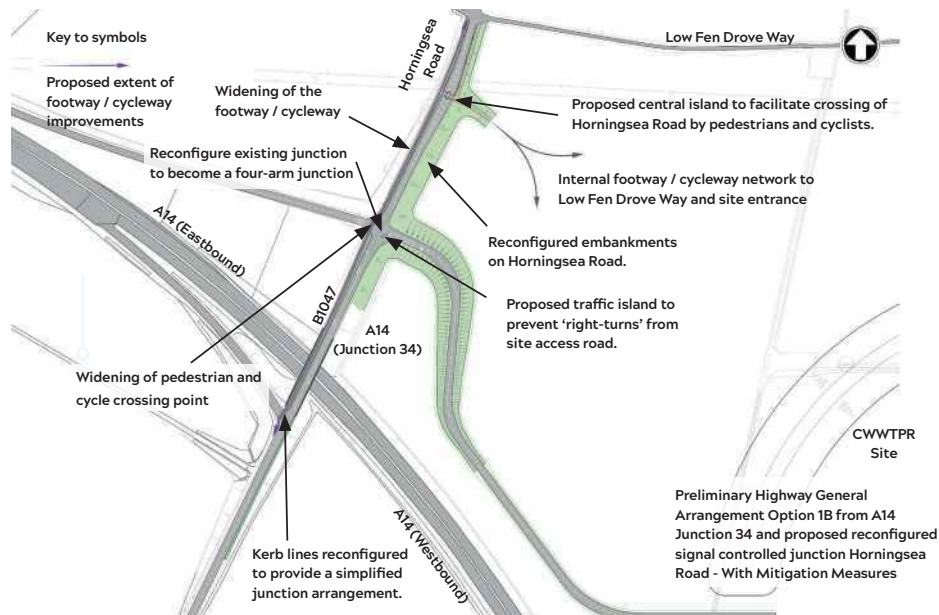 Key to symbols
Proposed extent of
footway / cycleway
improvements
Horningsea
Road
Low Fen Drove Way
Widening of the
footway / cycleway
Proposed central island to facilitate crossing of
Horningsea Road by pedestrians and cyclists.
Reconfigure existing junction
to become a four-arm junction
Internal footway / cycleway network to
Low Fen Drove Way and site entrance
A14 (Eastbound)
Reconfigured embankments
on Horningsea Road.
B1047
Proposed traffic island to
prevent ‘right-turns’ from
site access road.
A14
(Junction 34)
Widening of pedestrian and
cycle crossing point
CWWTPR
Site
A14 (Westbound)
Kerb lines reconfigured
to provide a simplified
junction arrangement.
Preliminary Highway General
Arrangement Option 1B from A14
Junction 34 and proposed reconfigured
signal controlled junction Horningsea
Road - With Mitigation Measures